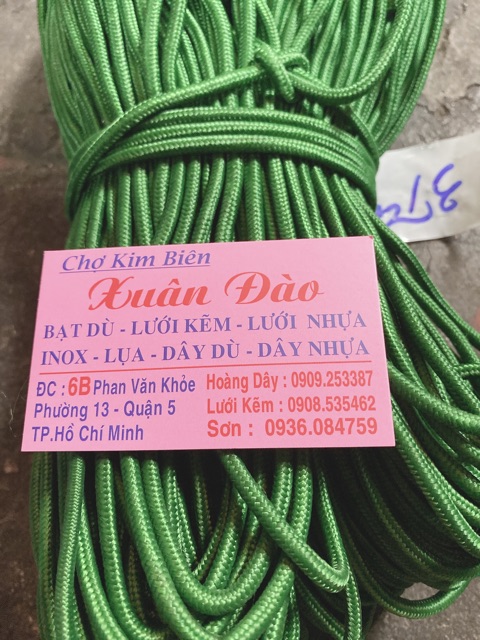 Chợ Kim Biên
Xuân Đào
BẠT DÙ - LƯỚI KẼM - LƯỚI NHỰA
INOX - LỤA - DÂY DÙ - DÂY NHỰA
ĐC : 6B Phan Văn Khỏe
Phường 13 - Quận 5
TP.Hồ Chí Minh
Hoàng Dây : 0909.253387
Lưới Kẽm : 0908.535462
Sơn : 0936.084759